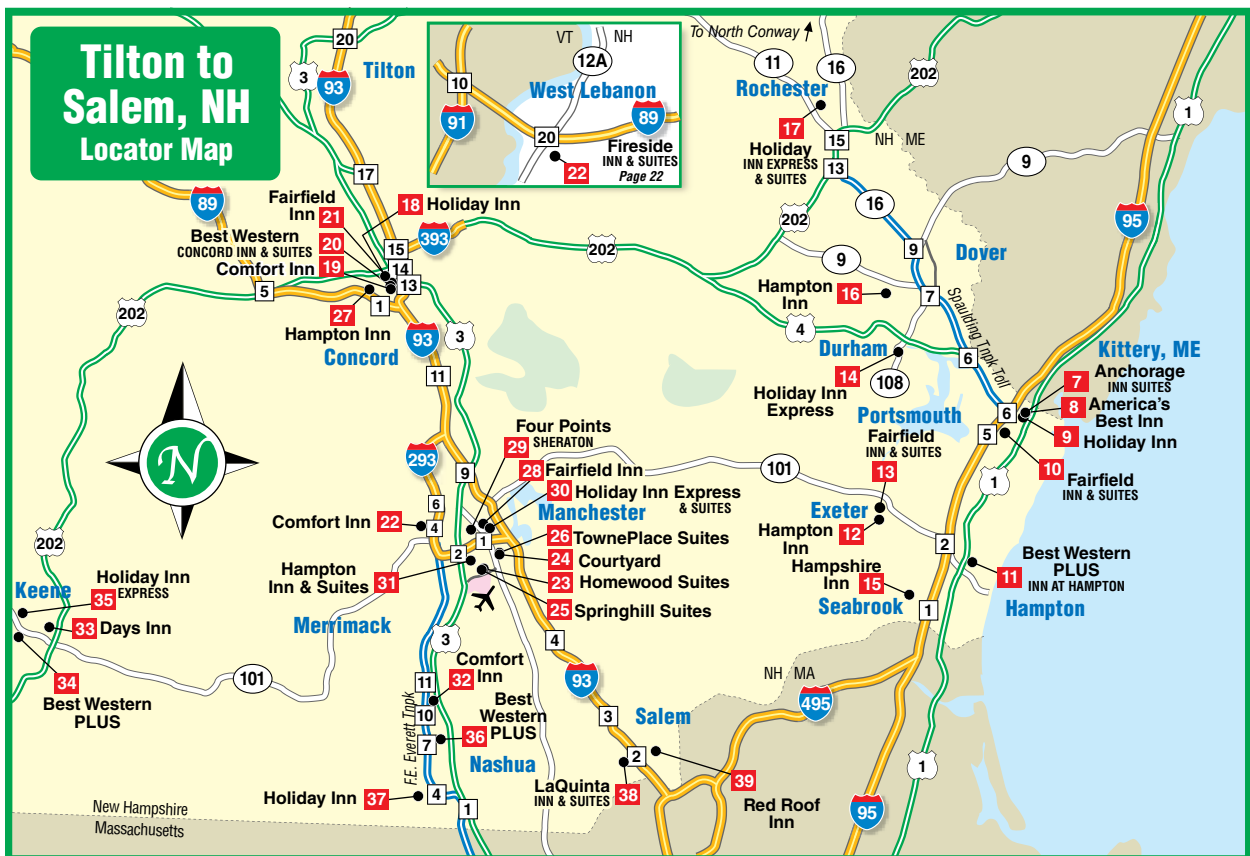 Tilton to
Salem, NH
Locator Map
20
3
93
Tilton
17
89
VT NH
12A
10
West Lebanon
91
20
89
Fireside
INN & SUITES
Page 22
22
To North Conway
11
16
202
Rochester
1
17
Holiday
INN EXPRESS
& SUITES
15
NH ME
13
9
16
95
202
9
Dover
9
Fairfield
Inn
21
18 Holiday Inn
393
Best Western
CONCORD INN & SUITES
20
15
14
Comfort Inn 19
13
202
5
27
1
Hampton Inn
Concord
202
93
3
11
Hampton
Inn
16
7
Spaulding Tnpk Toll
4
6
Durham
14
108
Holiday Inn
Express
Kittery, ME
7
Anchorage
INN SUITES
8
America's
Best Inn
9
Holiday Inn
6
5
10
Fairfield
INN & SUITES
Portsmouth
Fairfield
INN & SUITES
13
1
N
Four Points
SHERATON
29
28 Fairfield Inn
30 Holiday Inn Express
& SUITES
293
9
101
Manchester
6
Comfort Inn 22
4
1
2
26 TownePlace Suites
24 Courtyard
23 Homewood Suites
25 Springhill Suites
Hampton
Inn & Suites
31
Exeter
Hampton
Inn
12
2
Hampshire
Inn
15
Seabrook
1
Best Western
PLUS
INN AT HAMPTON
11
Hampton
202
Keene
Holiday Inn
EXPRESS
35
33 Days Inn
34
Best Western
PLUS
101
Merrimack
3
4
NH MA
93
495
Comfort
Inn
32
11
10
Best
Western
PLUS
36
7
F.E. Everett Tnpk
Nashua
3
Salem
2
LaQuinta
INN & SUITES
38
39
Red Roof
Inn
1
95
Holiday Inn 37
4
1
New Hampshire
Massachusetts